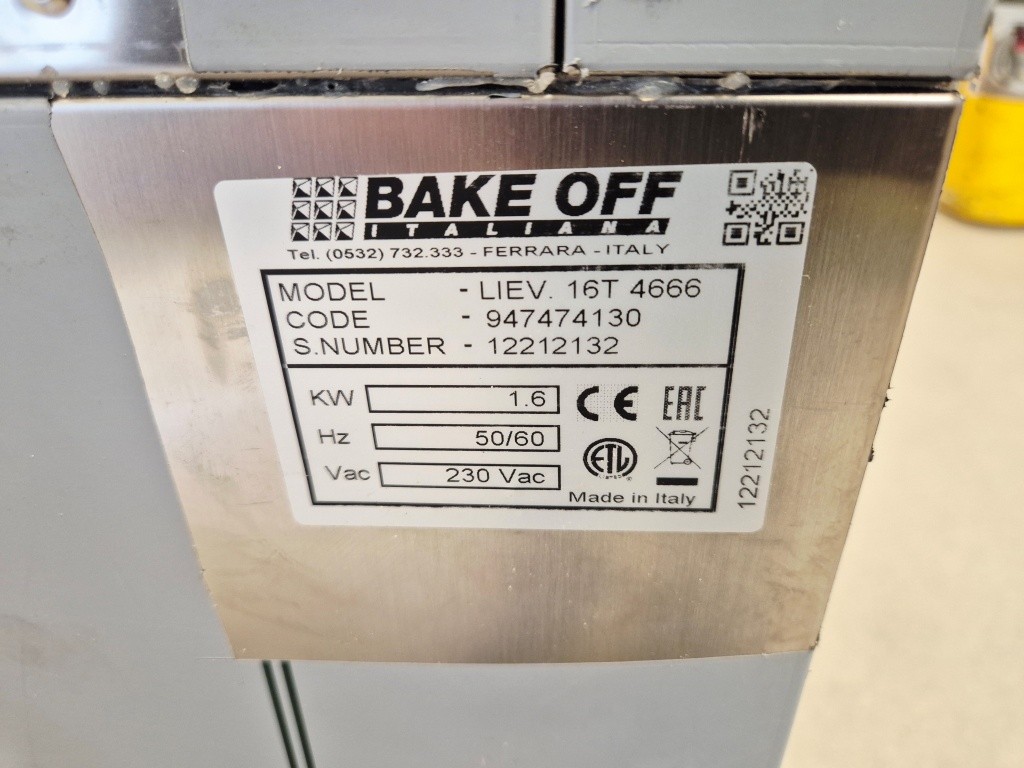 BAKE OFF
ITALIANA
Tel. (0532) 732.333 - FERRARA - ITALY
MODEL - LIEV. 16T 4666
CODE - 947474130
S.NUMBER - 12212132
KW 1.6
CE EAC
Hz 50/60
ETL
Vac 230 Vac
Made in Italy
12212132